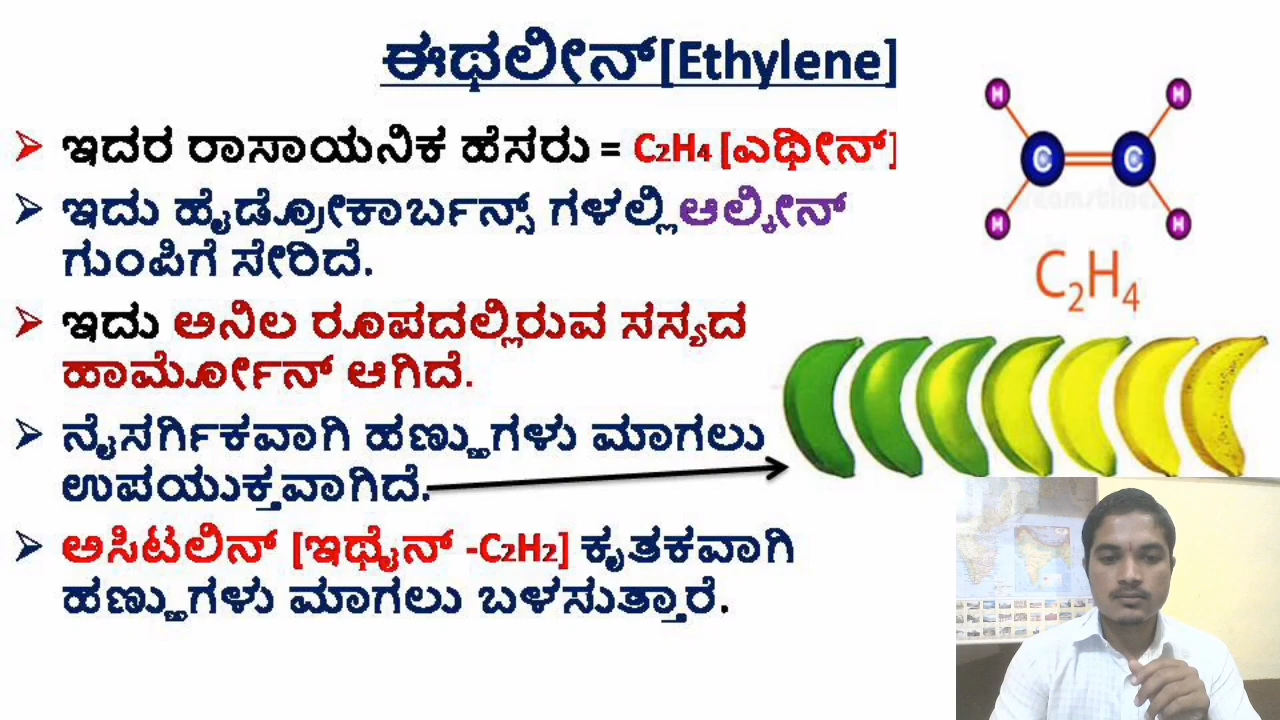 ಈಥಲೀನ್[Ethylene]
ಇದರ ರಾಸಾಯನಿಕ ಹೆಸರು = C₂H₄ [ಎಥೀನ್]
ಇದು ಹೈಡ್ರೋಕಾರ್ಬನ್ಸ್ ಗಳಲ್ಲಿ ಆಲ್ಕೀನ್
ಗುಂಪಿಗೆ ಸೇರಿದೆ.
ಇದು ಅನಿಲ ರೂಪದಲ್ಲಿರುವ ಸಸ್ಯದ
ಹಾರ್ಮೋನ್ ಆಗಿದೆ.
ನೈಸರ್ಗಿಕವಾಗಿ ಹಣ್ಣುಗಳು ಮಾಗಲು
ಉಪಯುಕ್ತವಾಗಿದೆ.
ಅಸಿಟಲಿನ್ [ಇಥೈನ್ -C₂H₂] ಕೃತಕವಾಗಿ
ಹಣ್ಣುಗಳು ಮಾಗಲು ಬಳಸುತ್ತಾರೆ.
H H
C C
H H
C₂H₄